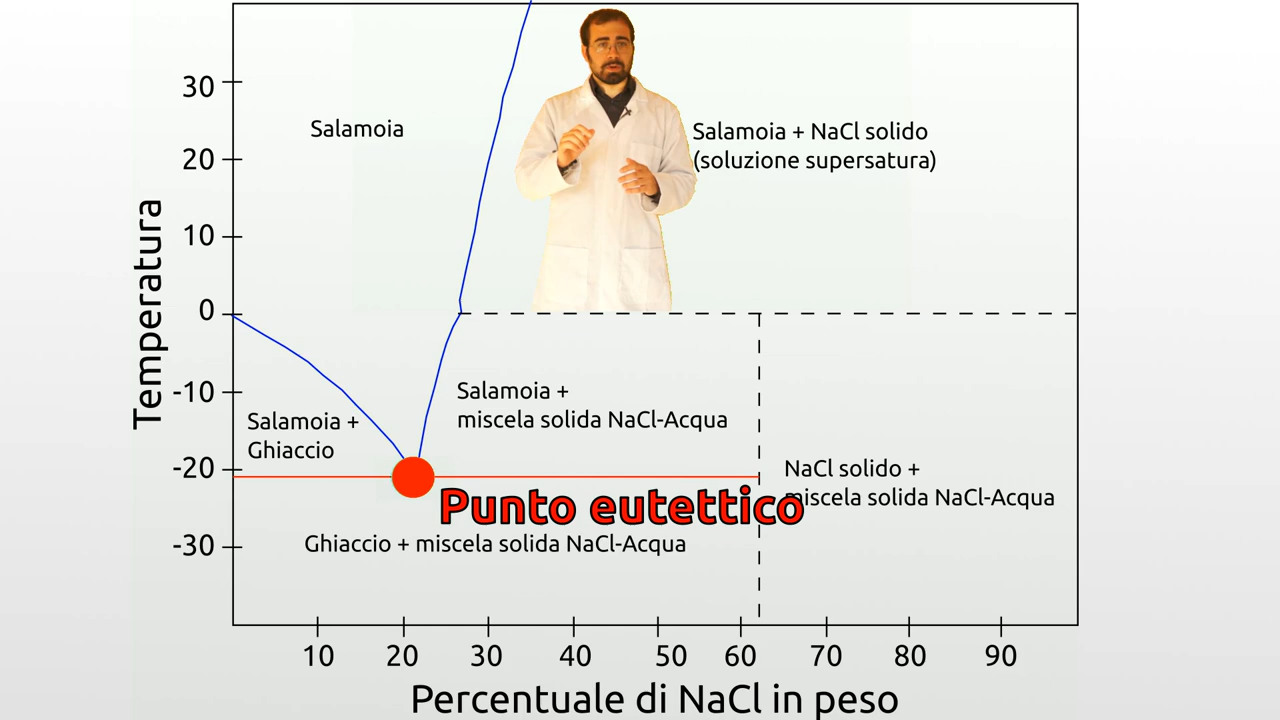 30
Salamoia
Salamoia + NaCl solido
(soluzione supersatura)
20
10
Temperatura
0
-10
Salamoia +
miscela solida NaCl-Acqua
Salamoia +
Ghiaccio
-20
NaCl solido +
miscela solida NaCl-Acqua
Punto eutettico
Ghiaccio + miscela solida NaCl-Acqua
-30
10 20 30 40 50 60 70 80 90
Percentuale di NaCl in peso